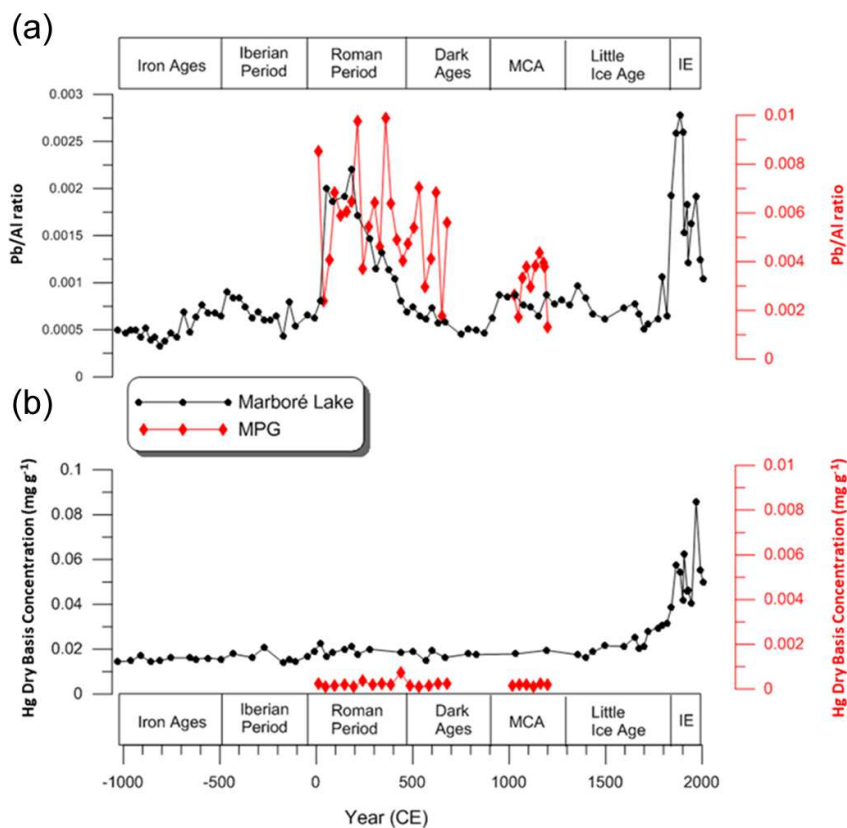 (a)
Iron Ages
Iberian
Period
Roman
Period
Dark
Ages
MCA
Little
Ice Age
IE
0.003
0.0025
0.002
0.0015
0.001
0.0005
0
Pb/Al ratio
0.01
0.008
0.006
0.004
0.002
0
Pb/Al ratio
(b)
Marboré Lake
MPG
0.1
0.08
0.06
0.04
0.02
0
Hg Dry Basis Concentration (mg g-1)
0.01
0.008
0.006
0.004
0.002
0
Hg Dry Basis Concentration (mg g-1)
Iron Ages
Iberian
Period
Roman
Period
Dark
Ages
MCA
Little
Ice Age
IE
-1000 -500 0 500 1000 1500 2000
Year (CE)